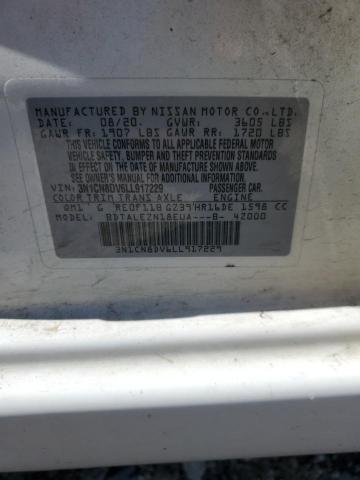 MANUFACTURED BY NISSAN MOTOR CO., LTD.
DATE: 08/20. GVWR: 3605 LBS
GAWR FR: 1907 LBS GAWR RR: 1720 LBS
THIS VEHICLE CONFORMS TO ALL APPLICABLE
FEDERAL MOTOR VEHICLE SAFETY,
BUMPER, AND THEFT PREVENTION
STANDARDS IN EFFECT ON THE DATE
OF MANUFACTURE SHOWN ABOVE.
SEE OWNER'S MANUAL FOR ADDITIONAL
INFORMATION.
VIN: 3N1CN8DV6LL917229 PASSENGER CAR.
COLOR TRIM TRANS AXLE ENGINE
QM1 G RE0F11B GZ39 HR16DE 1598 CC
MODEL: BDTALEZN18EUA---B- 4Z000
3N1CN8DV6LL917229